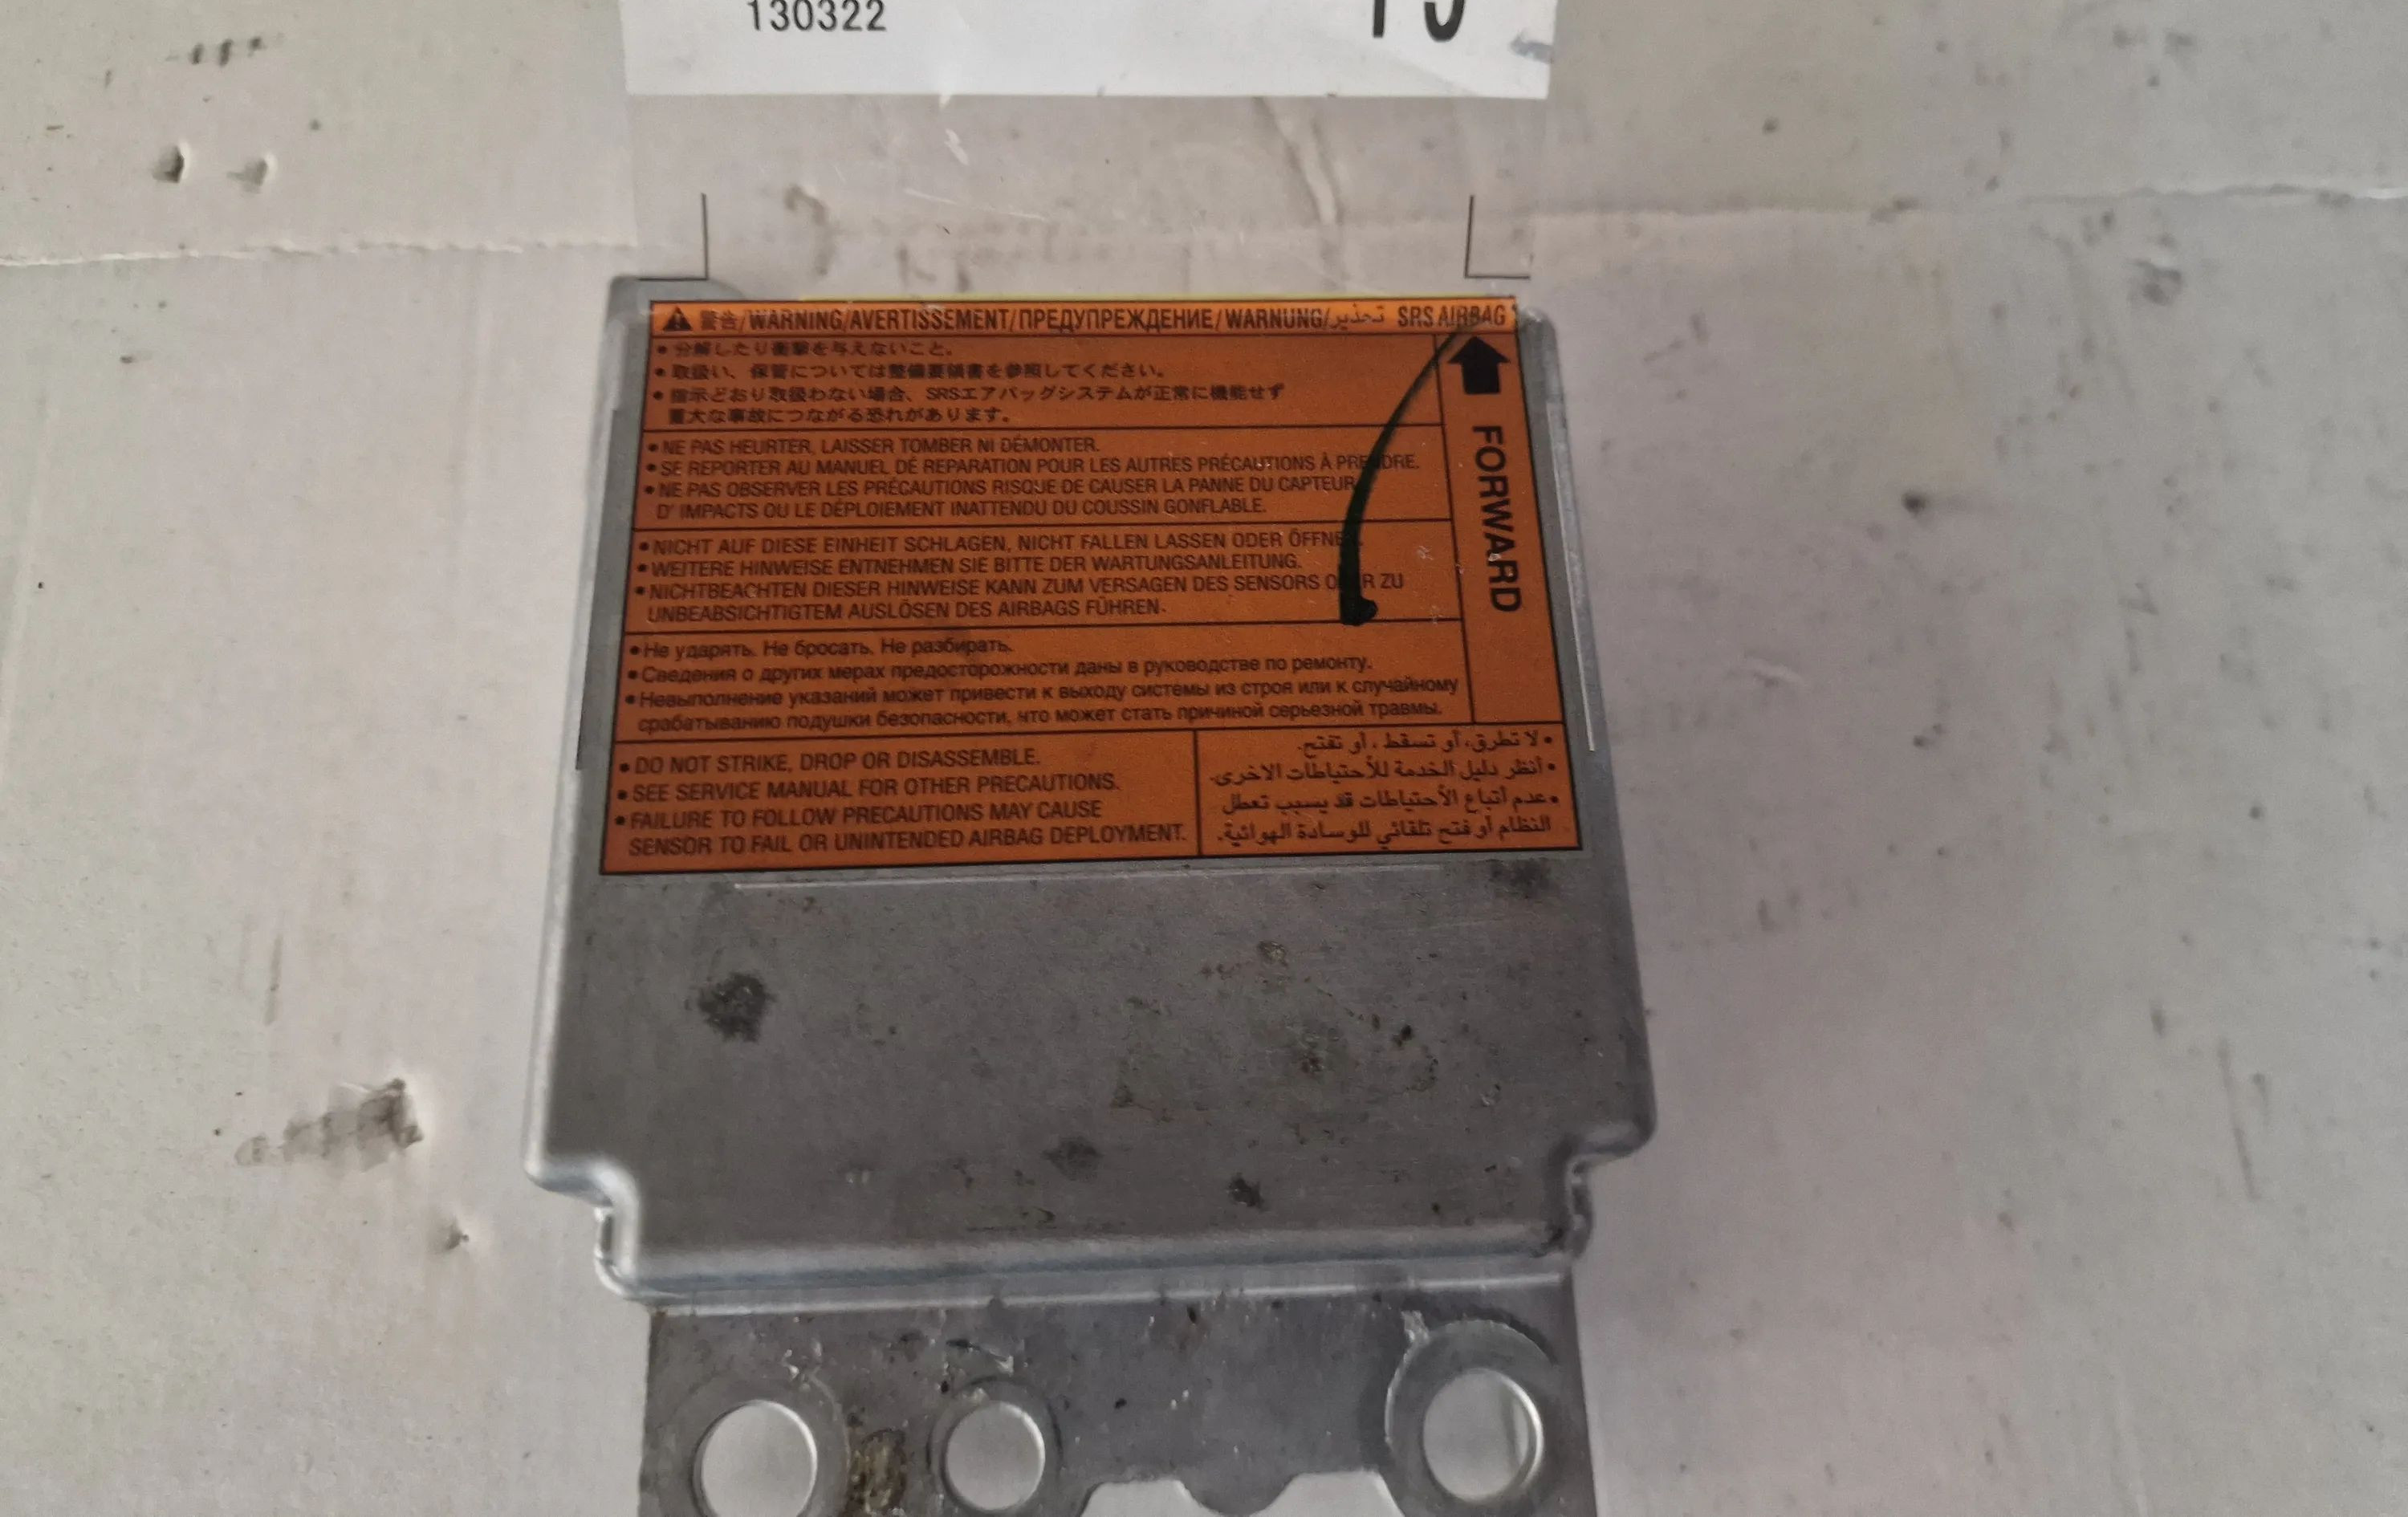 130322
警告/WARNING/AVERTISSEMENT/ПРЕДУПРЕЖДЕНИЕ/WARNUNG/تحذير SRS AIRBAG
• 分解したり衝撃を与えないこと。
• 取扱い、保管については整備要領書を参照してください。
• 指示どおり取扱わない場合、SRSエアバッグシステムが正常に機能せず
重大な事故につながる恐れがあります。
• NE PAS HEURTER, LAISSER TOMBER NI DÉMONTER.
• SE REPORTER AU MANUEL DE REPARATION POUR LES AUTRES PRÉCAUTIONS À PRENDRE.
• NE PAS OBSERVER LES PRÉCAUTIONS RISQUE DE CAUSER LA PANNE DU CAPTEUR
D' IMPACTS OU LE DÉPLOIEMENT INATTENDU DU COUSSIN GONFLABLE.
• NICHT AUF DIESE EINHEIT SCHLAGEN, NICHT FALLEN LASSEN ODER ÖFFNEN.
• WEITERE HINWEISE ENTNEHMEN SIE BITTE DER WARTUNGSANLEITUNG.
• NICHTBEACHTEN DIESER HINWEISE KANN ZUM VERSAGEN DES SENSORS ODER ZU
UNBEABSICHTIGTEM AUSLÖSEN DES AIRBAGS FÜHREN.
• Не ударять. Не бросать. Не разбирать.
• Сведения о других мерах предосторожности даны в руководстве по ремонту.
• Невыполнение указаний может привести к выходу системы из строя или к случайному
срабатыванию подушки безопасности, что может стать причиной серьезной травмы.
FORWARD
• DO NOT STRIKE, DROP OR DISASSEMBLE.
• SEE SERVICE MANUAL FOR OTHER PRECAUTIONS.
• FAILURE TO FOLLOW PRECAUTIONS MAY CAUSE
SENSOR TO FAIL OR UNINTENDED AIRBAG DEPLOYMENT.
• لا تطرق، أو تسقط ، أو تفتح.
• أنظر دليل الخدمة للأحتياطات الاخرى.
• عدم أتباع الأحتياطات قد يسبب تعطل
النظام أو فتح تلقائي للوسادة الهوائية.